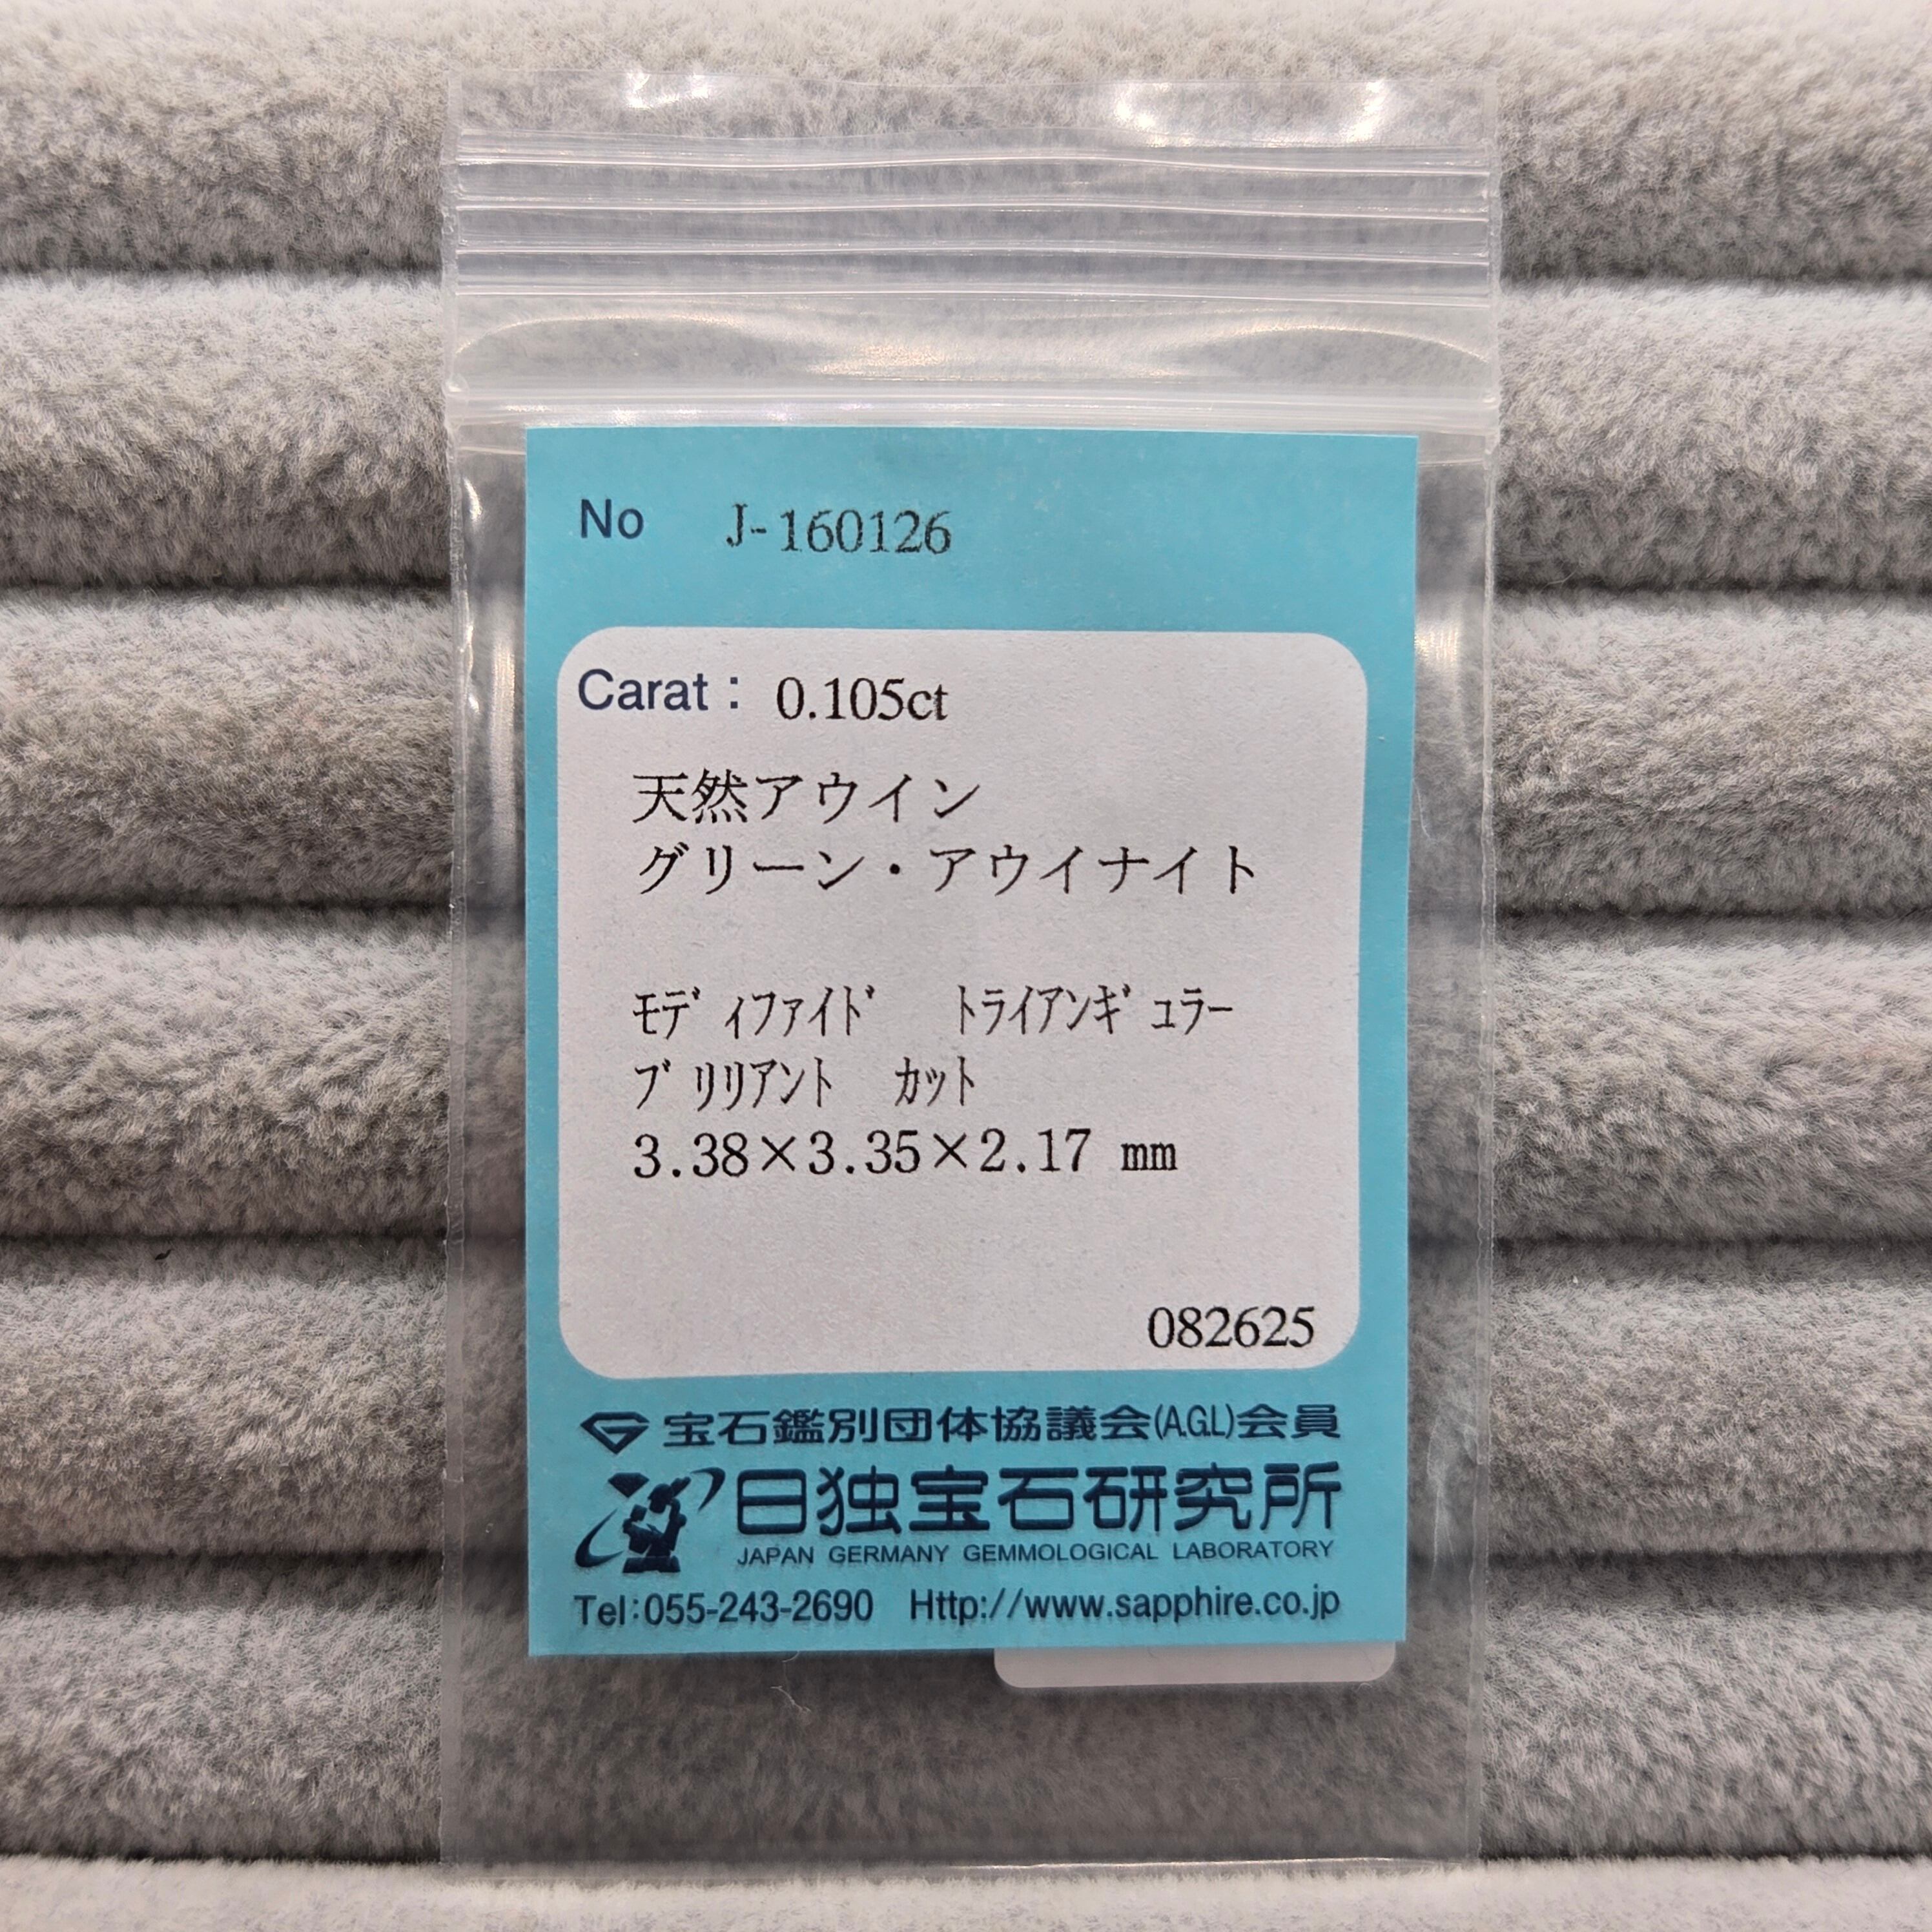 No J-160126
Carat： 0.105ct
天然アウイン
グリーン・アウイナイト
ﾓﾃﾞｨﾌｧｲﾄﾞ ﾄﾗｲｱﾝｷﾞｭﾗｰ
ﾌﾞﾘﾘｱﾝﾄ ｶｯﾄ
3.38×3.35×2.17 mm
082625
宝石鑑別団体協議会(A.G.L)会員
日独宝石研究所
JAPAN GERMANY GEMMOLOGICAL LABORATORY
Tel:055-243-2690 Http://www.sapphire.co.jp